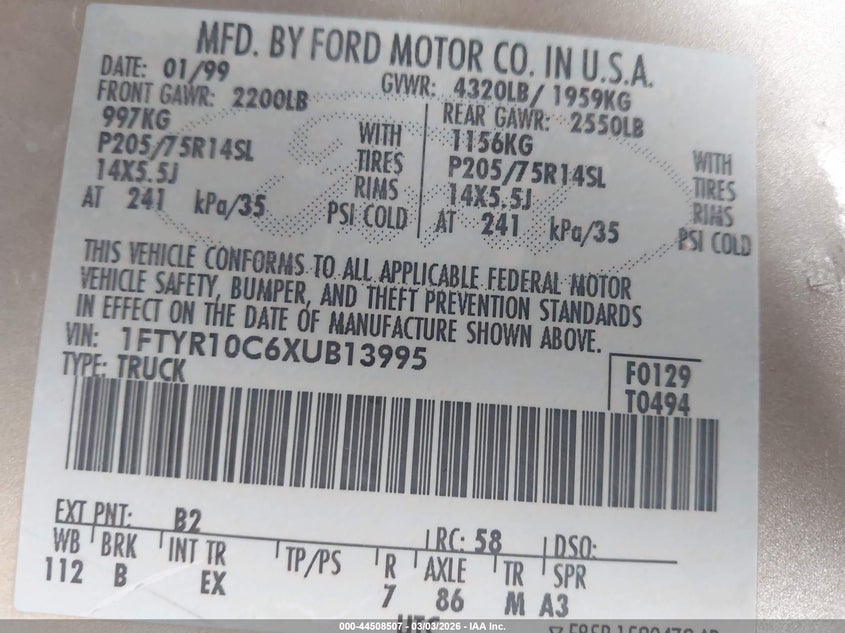 MFD. BY FORD MOTOR CO. IN U.S.A.
DATE: 01/99 GVWR: 4320LB/ 1959KG
FRONT GAWR: 2200LB REAR GAWR: 2550LB
997KG WITH 1156KG WITH
P205/75R14SL TIRES P205/75R14SL TIRES
14X5.5J RIMS 14X5.5J RIMS
AT 241 kPa/35 PSI COLD AT 241 kPa/35 PSI COLD
THIS VEHICLE CONFORMS TO ALL APPLICABLE FEDERAL MOTOR
VEHICLE SAFETY, BUMPER, AND THEFT PREVENTION STANDARDS
IN EFFECT ON THE DATE OF MANUFACTURE SHOWN ABOVE.
VIN: 1FTYR10C6XUB13995
TYPE: TRUCK
F0129
T0494
EXT PNT: B2 RC: 58 DSO:
WB BRK INT TR TP/PS R AXLE TR SPR
112 B EX 7 86 M A3
000-44508507 - 03/03/2026 - IAA Inc.